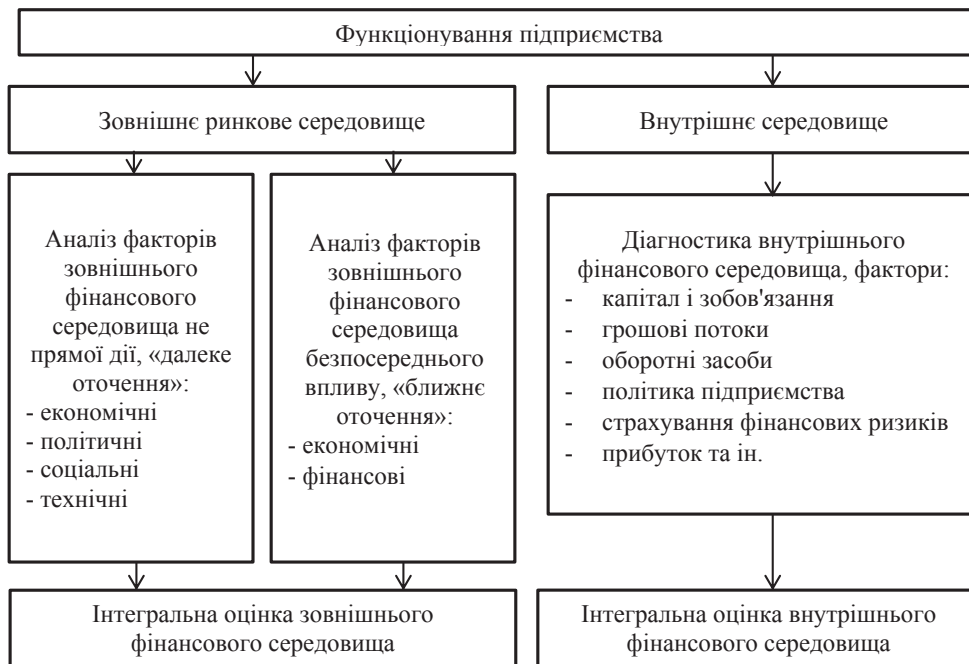 Функціонування підприємства
Зовнішнє ринкове середовище
Внутрішнє середовище
Аналіз факторів
зовнішнього
фінансового
середовища не
прямої дії, «далеке
оточення»:
- економічні
- політичні
- соціальні
- технічні
Аналіз факторів
зовнішнього
фінансового
середовища
безпосереднього
впливу, «ближнє
оточення»:
- економічні
- фінансові
Діагностика внутрішнього
фінансового середовища, фактори:
- капітал і зобов'язання
- грошові потоки
- оборотні засоби
- політика підприємства
- страхування фінансових ризиків
- прибуток та ін.
Інтегральна оцінка зовнішнього
фінансового середовища
Інтегральна оцінка внутрішнього
фінансового середовища